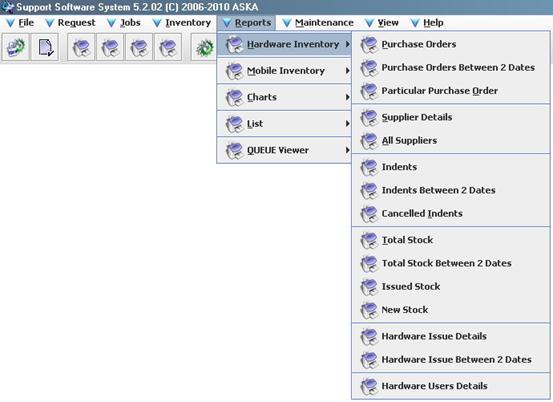 Support Software System 5.2.02 (C) 2006-2010 ASKA
File Request Jobs Inventory Reports Maintenance View Help
Hardware Inventory
Mobile Inventory
Charts
List
QUEUE Viewer
Purchase Orders
Purchase Orders Between 2 Dates
Particular Purchase Order
Supplier Details
All Suppliers
Indents
Indents Between 2 Dates
Cancelled Indents
Total Stock
Total Stock Between 2 Dates
Issued Stock
New Stock
Hardware Issue Details
Hardware Issue Between 2 Dates
Hardware Users Details